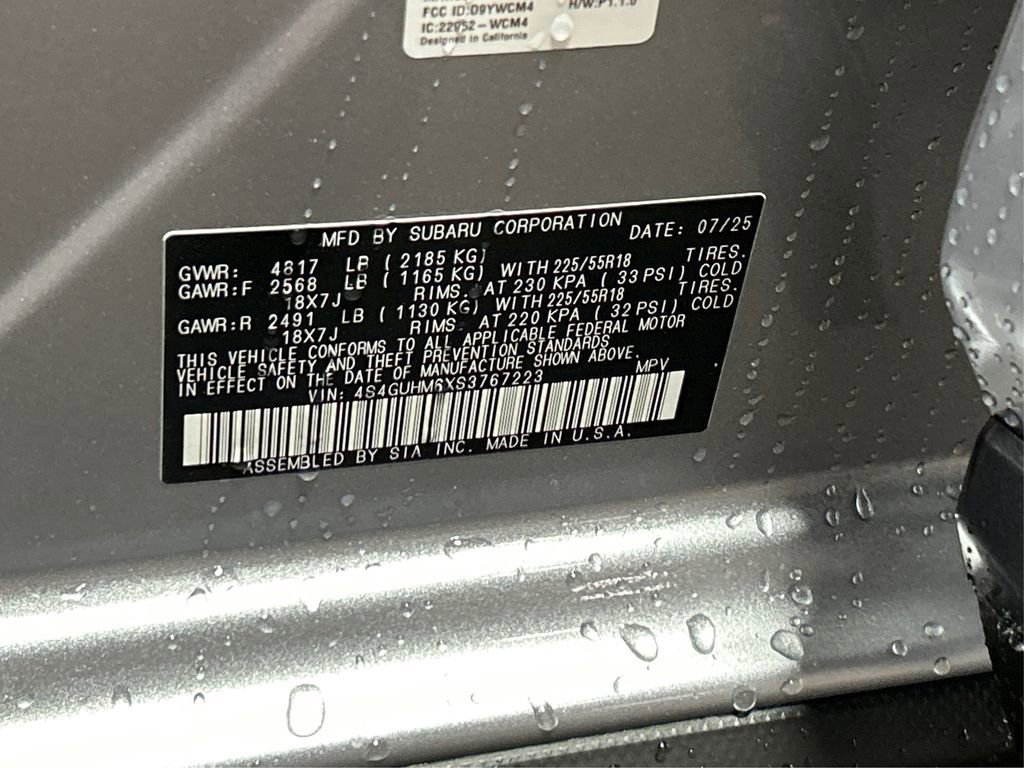 FCC ID:D9YWCM4
H/W:P1.1.0
IC:22952-WCM4
Designed in California
MFD BY SUBARU CORPORATION DATE: 07/25
GVWR: 4817 LB ( 2185 KG)
GAWR:F 2568 LB ( 1165 KG) WITH 225/55R18 TIRES.
18X7J RIMS. AT 230 KPA ( 33 PSI) COLD
GAWR:R 2491 LB ( 1130 KG) WITH 225/55R18 TIRES.
18X7J RIMS. AT 220 KPA ( 32 PSI) COLD
THIS VEHICLE CONFORMS TO ALL APPLICABLE FEDERAL MOTOR
VEHICLE SAFETY AND THEFT PREVENTION STANDARDS
IN EFFECT ON THE DATE OF MANUFACTURE SHOWN ABOVE.
VIN: 4S4GUHM6XS3767223 MPV
ASSEMBLED BY SIA INC. MADE IN U.S.A.